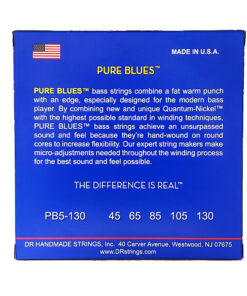 MADE IN U.S.A.
PURE BLUES™
PURE BLUES™ bass strings combine a fat warm punch
with an edge, especially designed for the modern bass
player. By combining new and unique Quantum-Nickel™
with the highest possible standard in winding techniques,
PURE BLUES™ bass strings achieve an unsurpassed
sound and feel because they're hand-wound on round
cores to increase flexibility. Our expert string makers make
micro-adjustments needed throughout the winding process
for the best sound and feel possible.
THE DIFFERENCE IS REAL™
PB5-130 45 65 85 105 130
DR HANDMADE STRINGS, Inc. 40 Carver Avenue, Westwood, NJ 07675
www.DRstrings.com